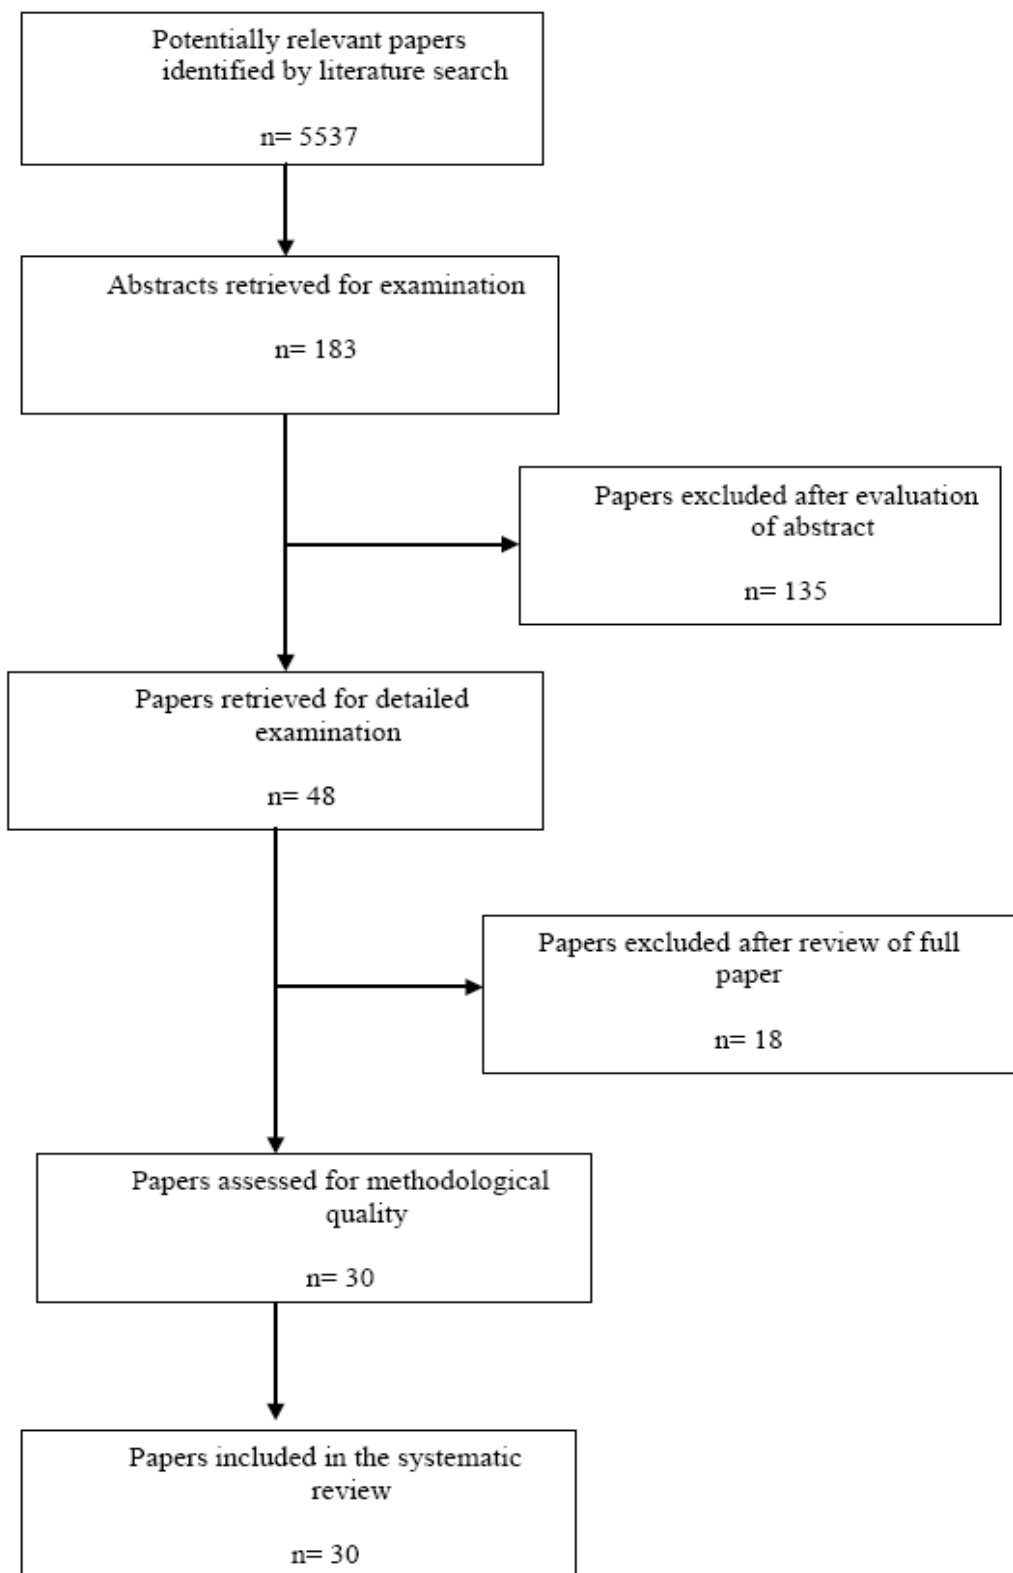 Potentially relevant papers
identified by literature search
n= 5537
Abstracts retrieved for examination
n= 183
Papers excluded after evaluation
of abstract
n= 135
Papers retrieved for detailed
examination
n= 48
Papers excluded after review of full
paper
n= 18
Papers assessed for methodological
quality
n= 30
Papers included in the systematic
review
n= 30